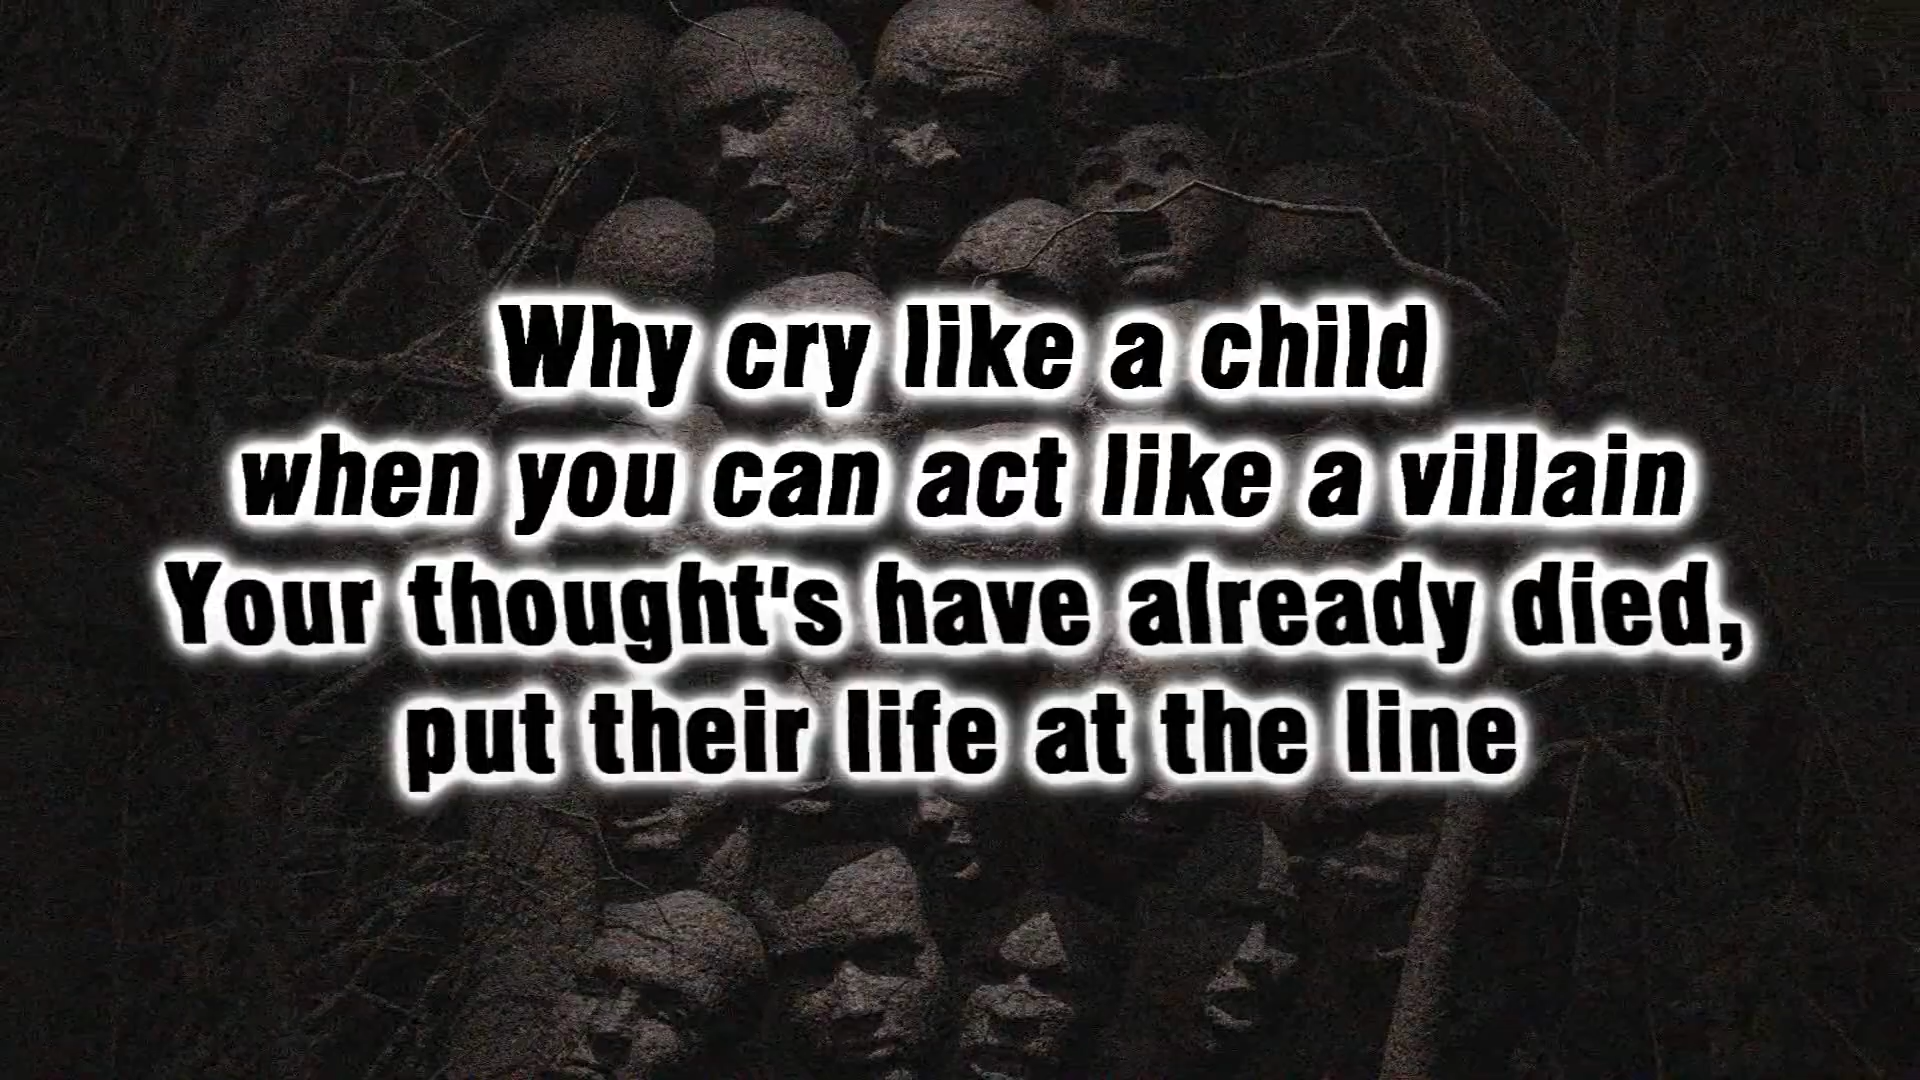 Why cry like a child
when you can act like a villain
Your thought's have already died,
put their life at the line